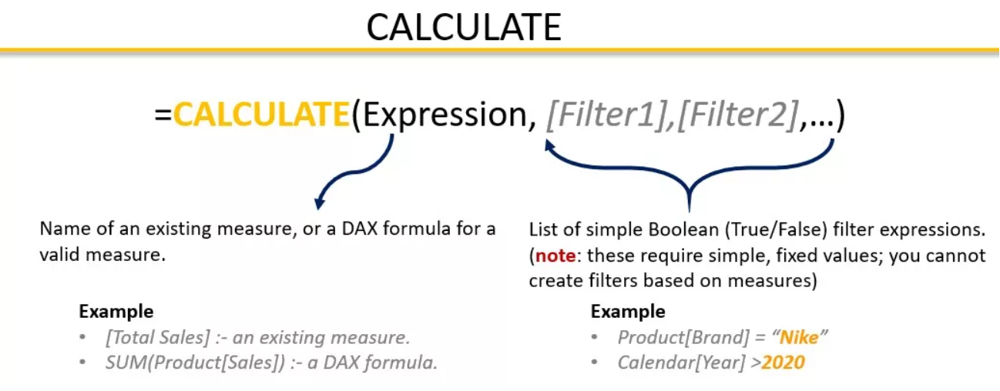 CALCULATE
=CALCULATE(Expression, [Filter1],[Filter2],...)
Name of an existing measure, or a DAX formula for a
valid measure.
Example
• [Total Sales] :- an existing measure.
• SUM(Product[Sales]) :- a DAX formula.
List of simple Boolean (True/False) filter expressions.
(note: these require simple, fixed values; you cannot
create filters based on measures)
Example
• Product[Brand] = “Nike”
• Calendar[Year] >2020